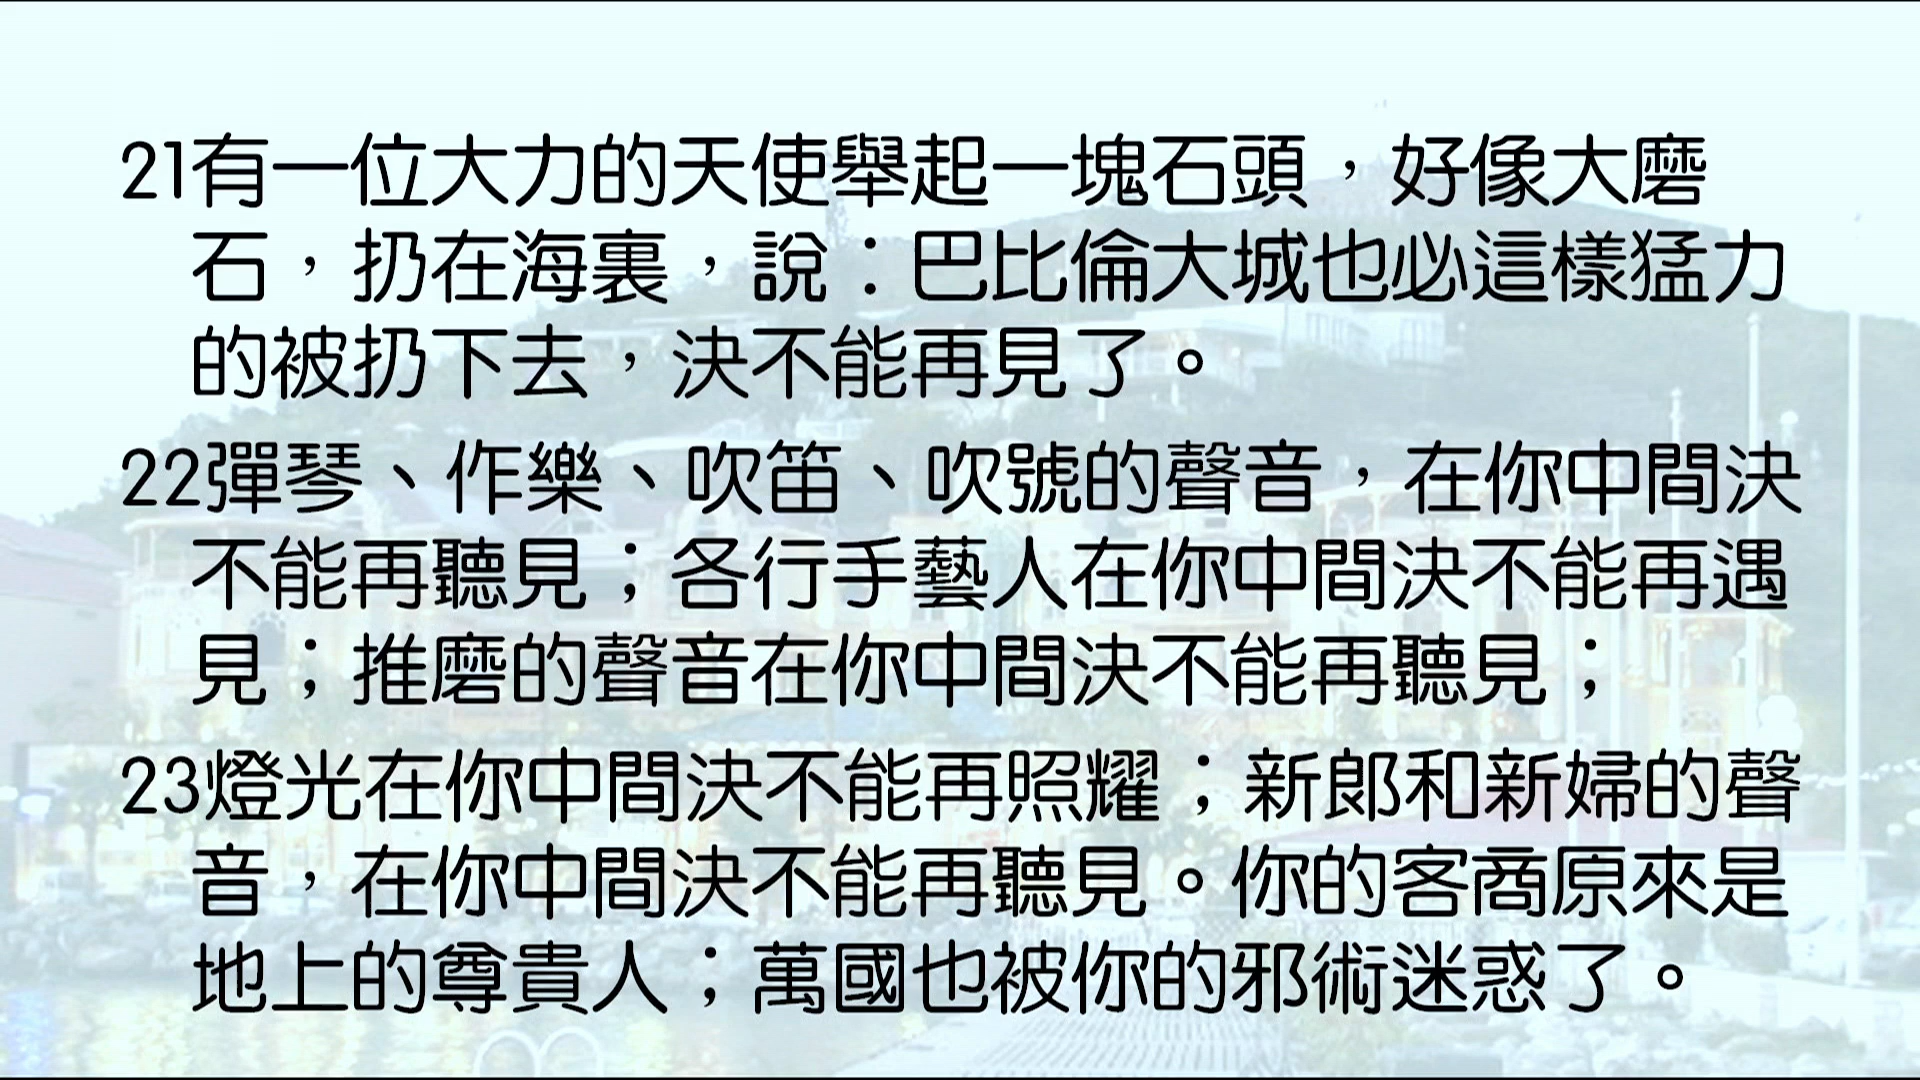 21有一位大力的天使舉起一塊石頭，好像大磨
石，扔在海裏，說：巴比倫大城也必這樣猛力
的被扔下去，決不能再見了。
22彈琴、作樂、吹笛、吹號的聲音，在你中間決
不能再聽見；各行手藝人在你中間決不能再遇
見；推磨的聲音在你中間決不能再聽見；
23燈光在你中間決不能再照耀；新郎和新婦的聲
音，在你中間決不能再聽見。你的客商原來是
地上的尊貴人；萬國也被你的邪術迷惑了。